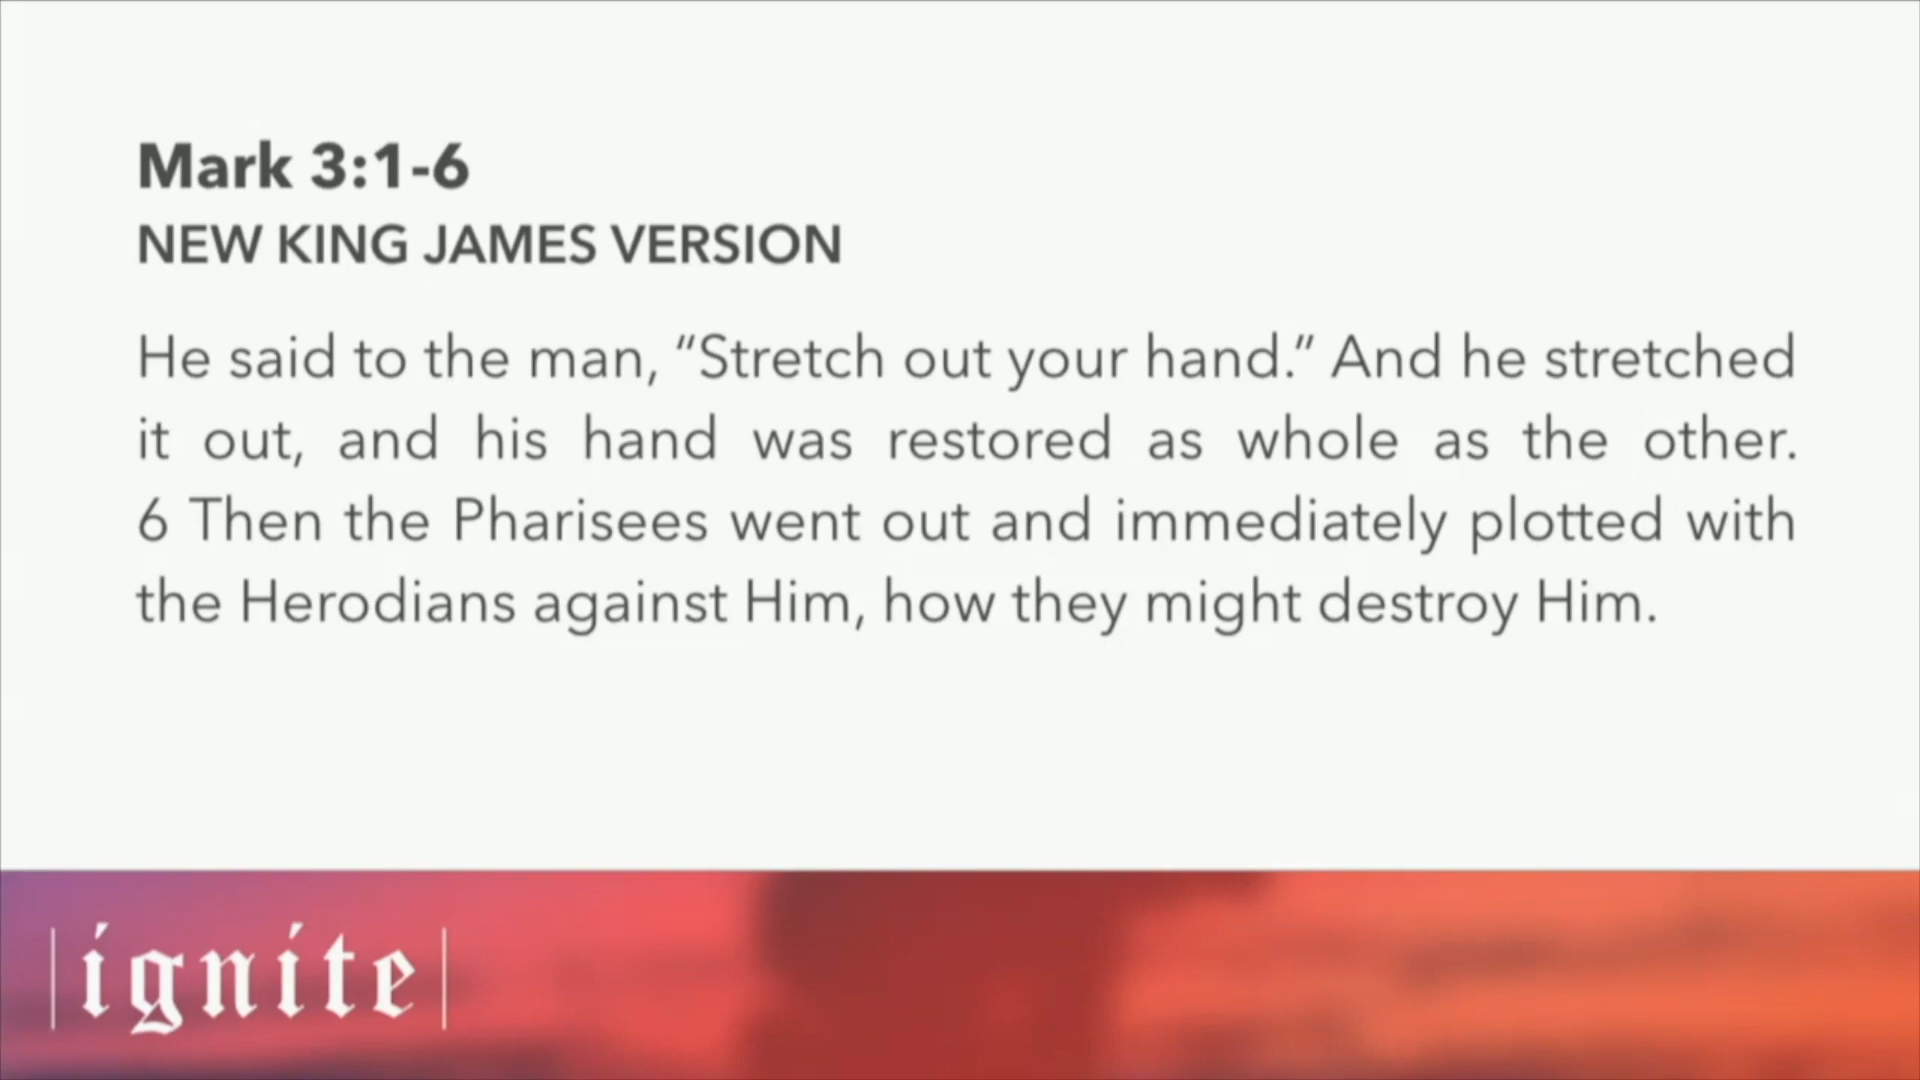 Mark 3:1-6
NEW KING JAMES VERSION
He said to the man, “Stretch out your hand.” And he stretched
it out, and his hand was restored as whole as the other.
6 Then the Pharisees went out and immediately plotted with
the Herodians against Him, how they might destroy Him.
|ignite|